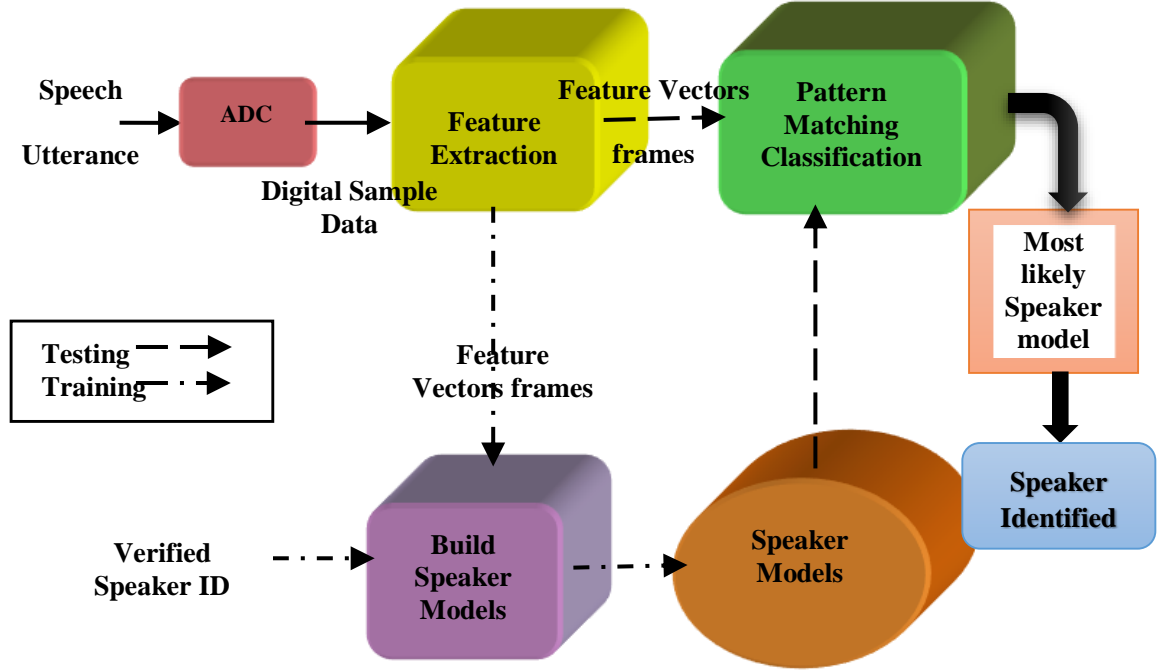 Speech
Utterance
ADC
Digital Sample
Data
Feature
Extraction
Feature Vectors
frames
Pattern
Matching
Classification
Most
likely
Speaker
model
Speaker
Identified
Testing
Training
Feature
Vectors frames
Verified
Speaker ID
Build
Speaker
Models
Speaker
Models